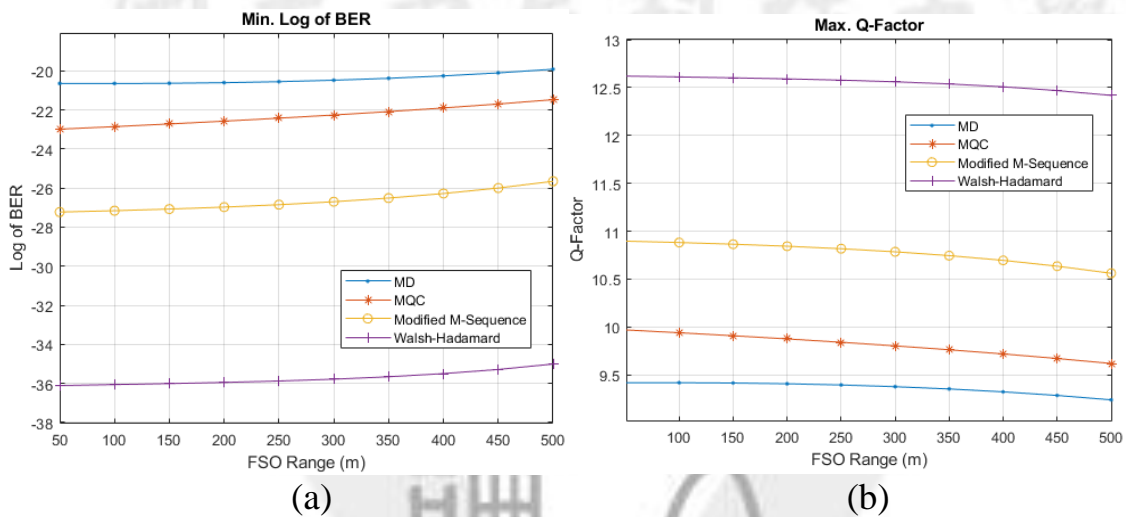 Min. Log of BER
-20
-22
-24
-26
-28
-30
-32
-34
-36
-38
Log of BER
MD
MQC
Modified M-Sequence
Walsh-Hadamard
50 100 150 200 250 300 350 400 450 500
FSO Range (m)
(a)
Max. Q-Factor
13
12.5
12
11.5
11
10.5
10
9.5
Q-Factor
MD
MQC
Modified M-Sequence
Walsh-Hadamard
100 150 200 250 300 350 400 450 500
FSO Range (m)
(b)